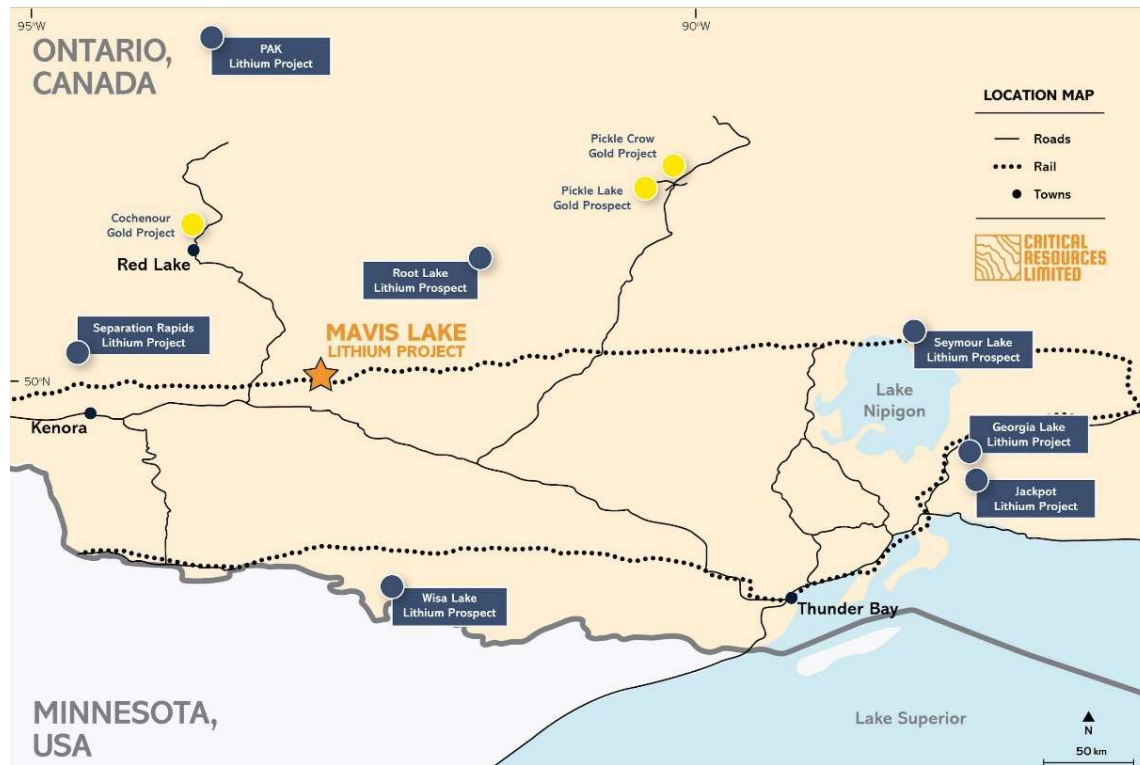 95°W
90°W
ONTARIO,
CANADA
PAK
Lithium Project
LOCATION MAP
Roads
Rail
Towns
CRITICAL
RESOURCES
LIMITED
Pickle Crow
Gold Project
Pickle Lake
Gold Prospect
Cochenour
Gold Project
Red Lake
Root Lake
Lithium Prospect
Separation Rapids
Lithium Project
MAVIS LAKE
LITHIUM PROJECT
Seymour Lake
Lithium Prospect
50°N
Lake
Nipigon
Kenora
Georgia Lake
Lithium Project
Jackpot
Lithium Project
Wisa Lake
Lithium Prospect
Thunder Bay
MINNESOTA,
USA
Lake Superior
N
50 km